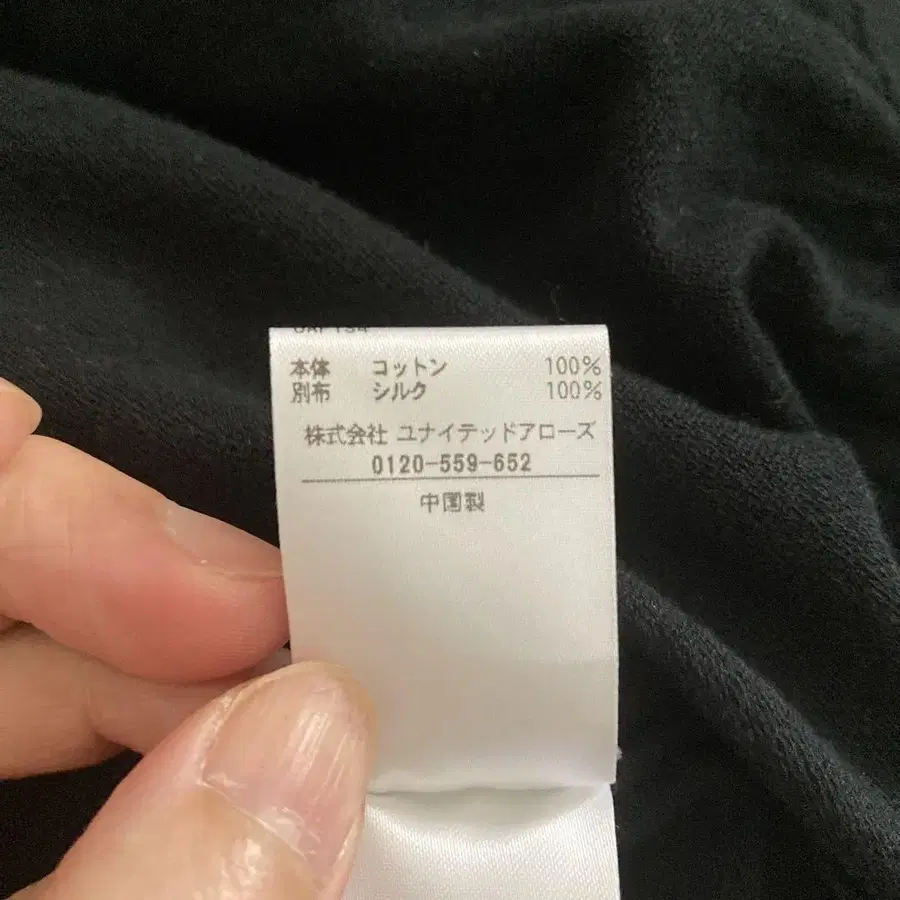 本体 コットン 100%
別布 シルク 100%
株式会社 ユナイテッドアローズ
0120-559-652
中国製